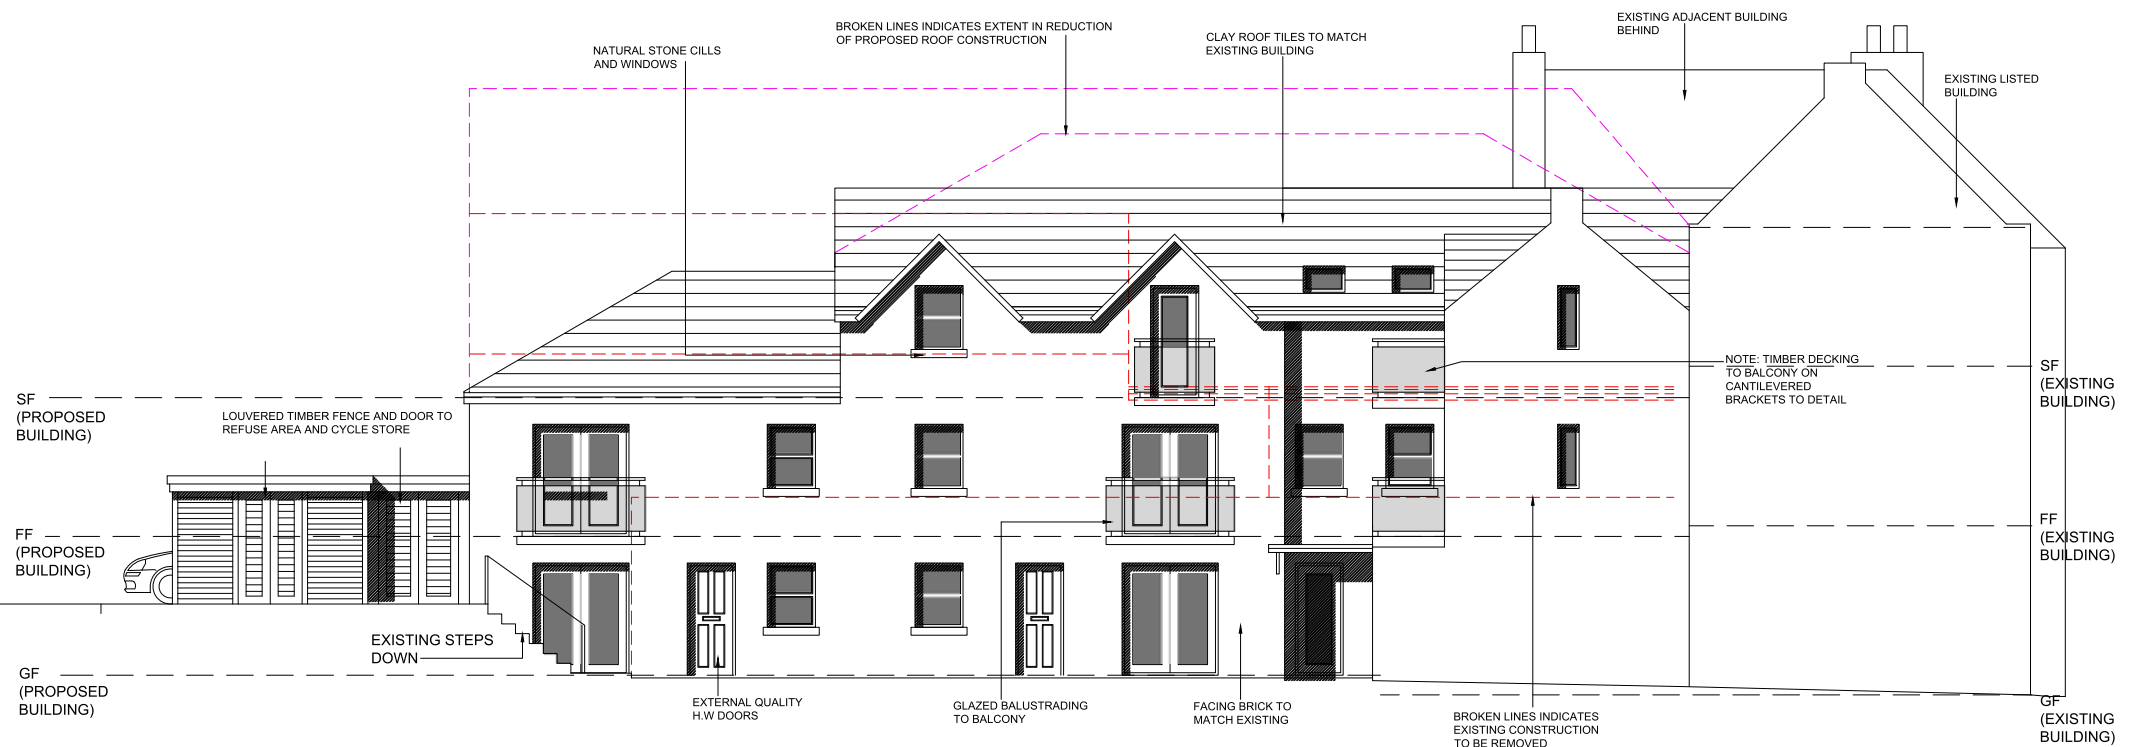 EXISTING ADJACENT BUILDING
BEHIND
BROKEN LINES INDICATES EXTENT IN REDUCTION
OF PROPOSED ROOF CONSTRUCTION
CLAY ROOF TILES TO MATCH
EXISTING BUILDING
NATURAL STONE CILLS
AND WINDOWS
EXISTING LISTED
BUILDING
NOTE: TIMBER DECKING
TO BALCONY ON
CANTILEVERED
BRACKETS TO DETAIL
SF
(EXISTING
BUILDING)
SF
(PROPOSED
BUILDING)
LOUVERED TIMBER FENCE AND DOOR TO
REFUSE AREA AND CYCLE STORE
FF
(PROPOSED
BUILDING)
FF
(EXISTING
BUILDING)
EXISTING STEPS
DOWN
GF
(PROPOSED
BUILDING)
EXTERNAL QUALITY
H.W DOORS
GLAZED BALUSTRADING
TO BALCONY
FACING BRICK TO
MATCH EXISTING
BROKEN LINES INDICATES
EXISTING CONSTRUCTION
TO BE REMOVED
GF
(EXISTING
BUILDING)